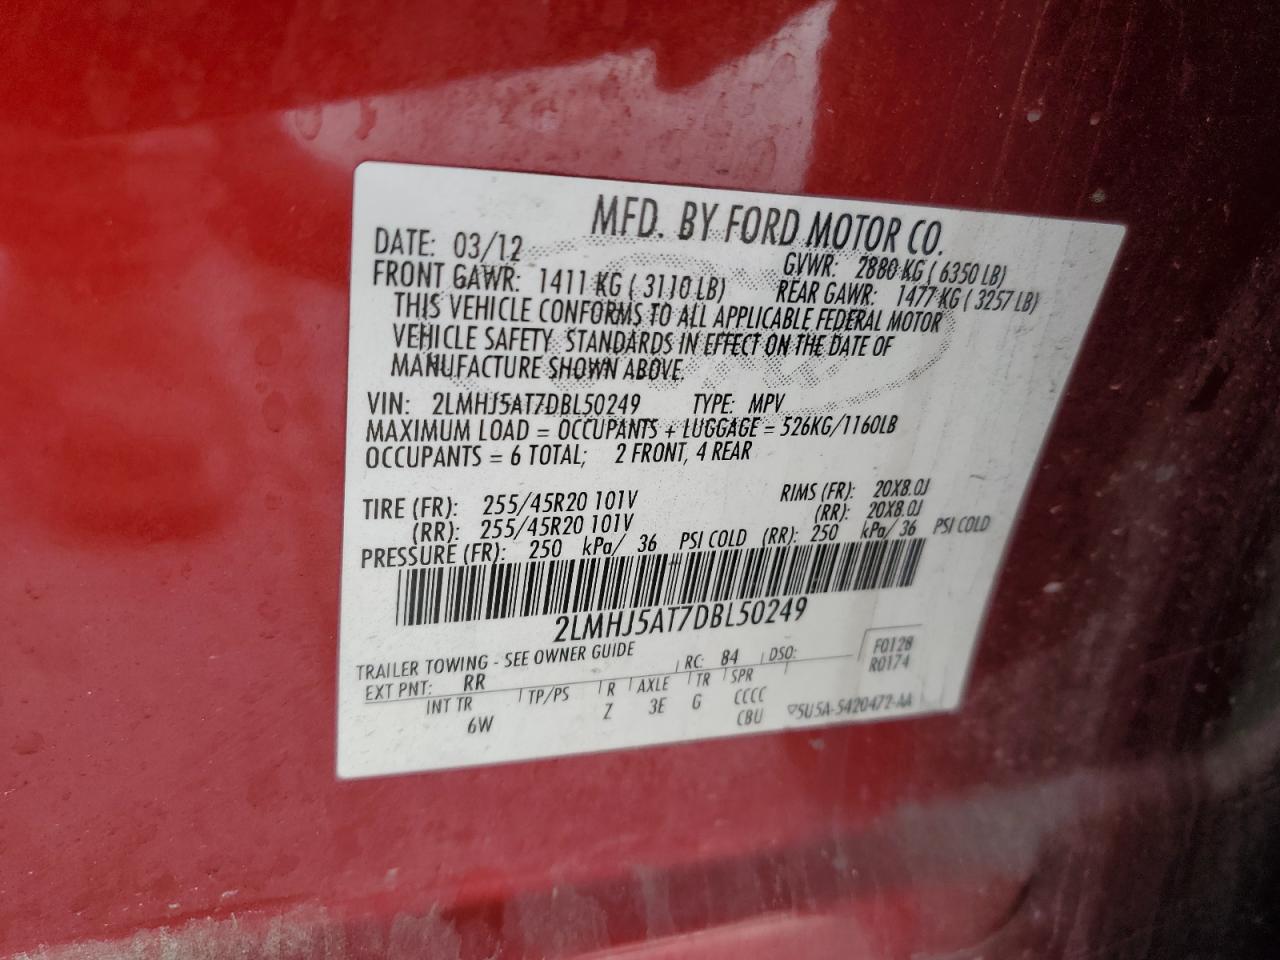 MFD. BY FORD MOTOR CO.
DATE: 03/12 GVWR: 2880 KG ( 6350 LB)
FRONT GAWR: 1411 KG ( 3110 LB) REAR GAWR: 1477 KG ( 3257 LB)
THIS VEHICLE CONFORMS TO ALL APPLICABLE FEDERAL MOTOR
VEHICLE SAFETY STANDARDS IN EFFECT ON THE DATE OF
MANUFACTURE SHOWN ABOVE.
VIN: 2LMHJ5AT7DBL50249 TYPE: MPV
MAXIMUM LOAD = OCCUPANTS + LUGGAGE = 526KG/1160LB
OCCUPANTS = 6 TOTAL; 2 FRONT, 4 REAR
TIRE (FR): 255/45R20 101V RIMS (FR): 20X8.0J
(RR): 255/45R20 101V (RR): 20X8.0J
PRESSURE (FR): 250 kPa/ 36 PSI COLD (RR): 250 kPa/ 36 PSI COLD
2LMHJ5AT7DBL50249
TRAILER TOWING - SEE OWNER GUIDE
EXT PNT: RR RC: 84 DSO: F0128
R0174
INT TR TP/PS R AXLE TR SPR
6W Z 3E G CCCC
CBU ▽5U5A-5420472-AA